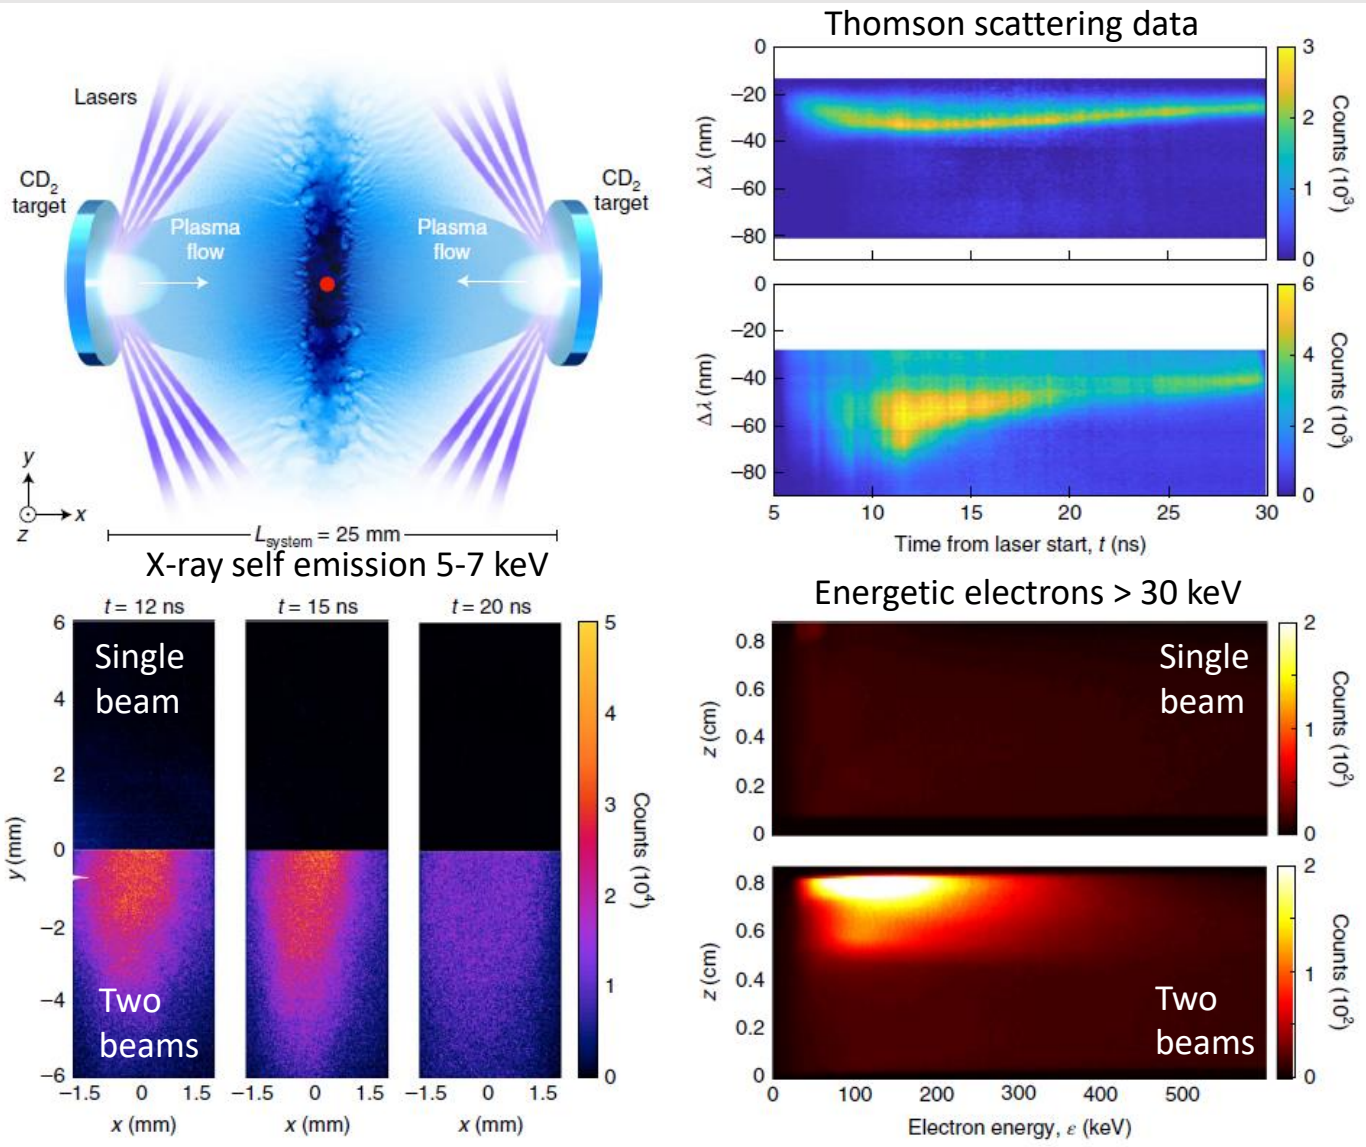 Thomson scattering data
Lasers
CD2 target
CD2 target
Plasma flow
Plasma flow
y
x
z
Lsystem = 25 mm
0
−20
−40
−60
−80
Δλ (nm)
10
15
20
25
30
3
2
1
0
Counts (10³)
0
−20
−40
−60
−80
Δλ (nm)
5
10
15
20
25
30
Time from laser start, t (ns)
6
4
2
0
Counts (10³)
X-ray self emission 5-7 keV
t = 12 ns
t = 15 ns
t = 20 ns
Single
beam
Two
beams
6
4
2
0
−2
−4
−6
y (mm)
−1.5 0 1.5
−1.5 0 1.5
−1.5 0 1.5
x (mm)
x (mm)
x (mm)
5
4
3
2
1
0
Counts (10⁴)
Energetic electrons > 30 keV
Single
beam
0.8
0.6
0.4
0.2
0
z (cm)
2
1
0
Counts (10²)
Two
beams
0.8
0.6
0.4
0.2
0
z (cm)
0
100
200
300
400
500
Electron energy, ε (keV)
2
1
0
Counts (10²)